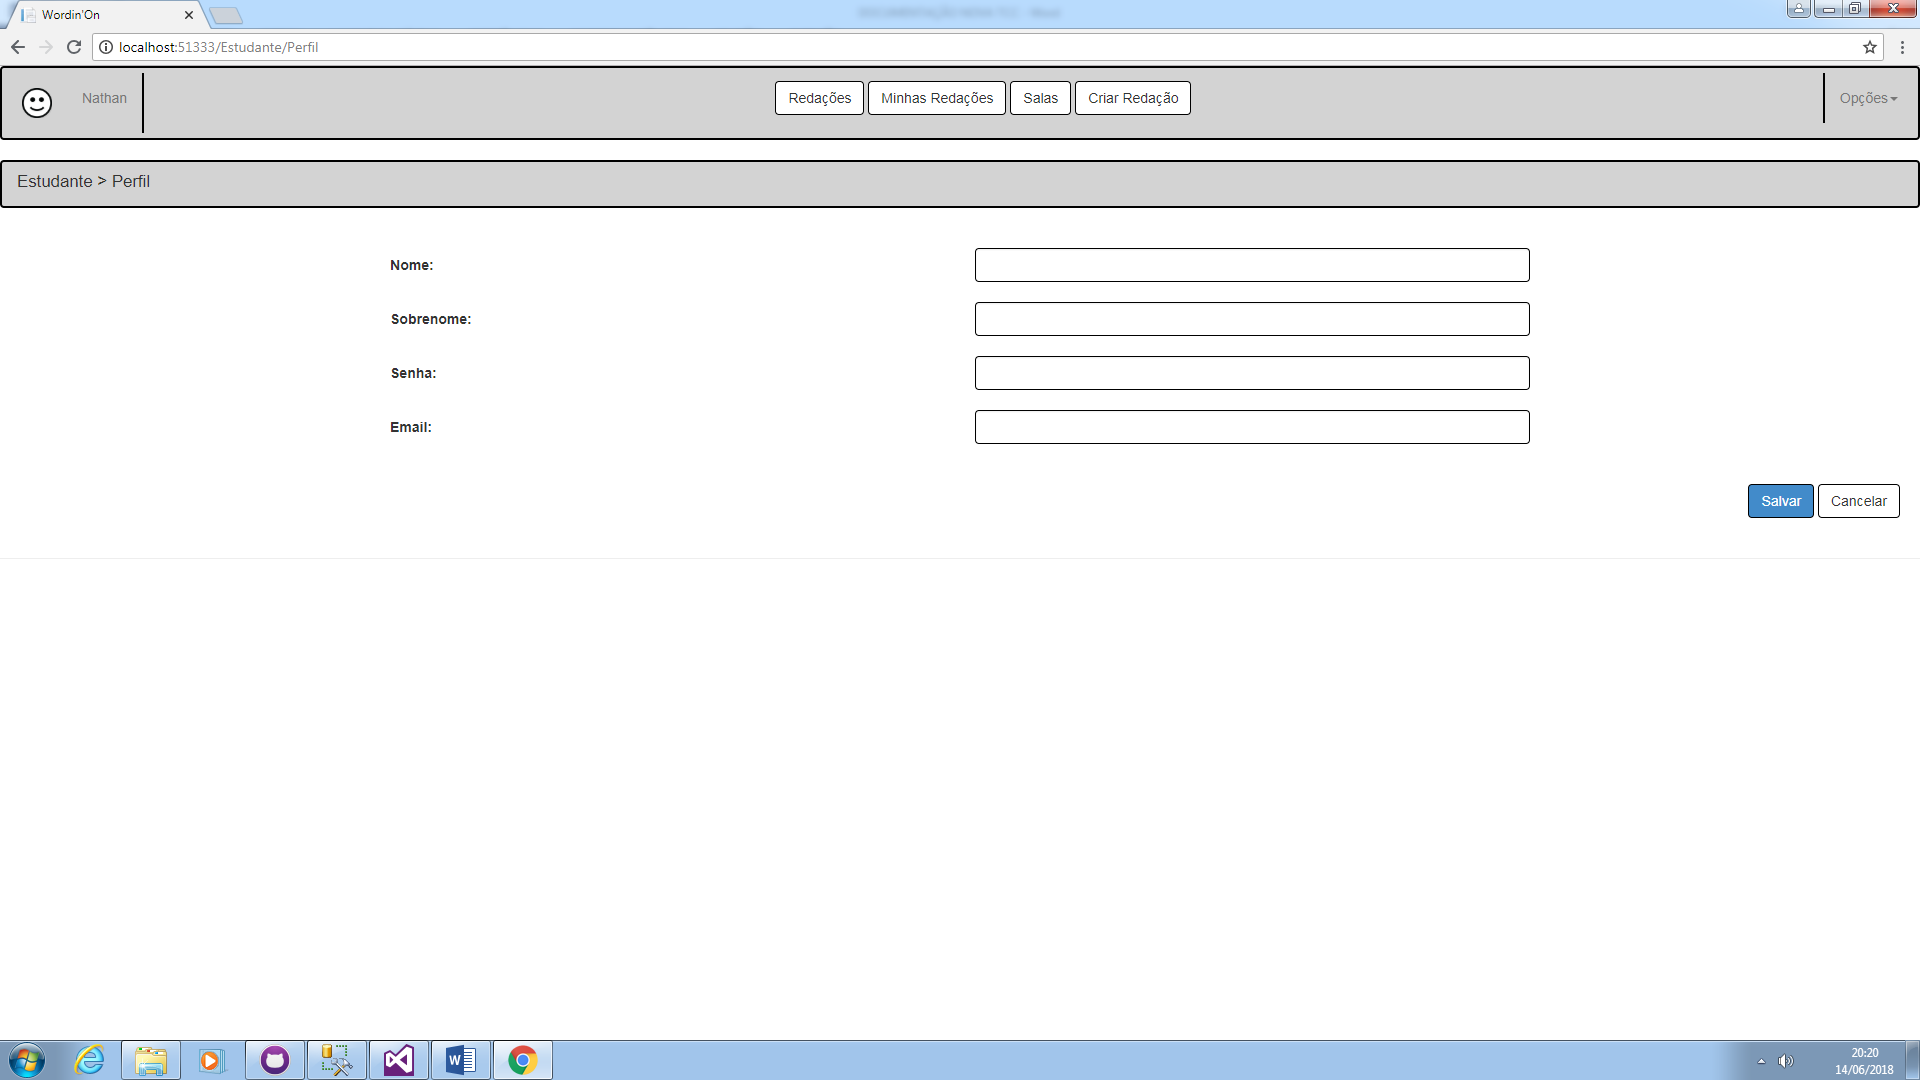 Wordin'On
localhost:51333/Estudante/Perfil
Nathan
Redações Minhas Redações Salas Criar Redação
Opções
Estudante > Perfil
Nome:
Sobrenome:
Senha:
Email:
Salvar Cancelar
20:20
14/06/2018